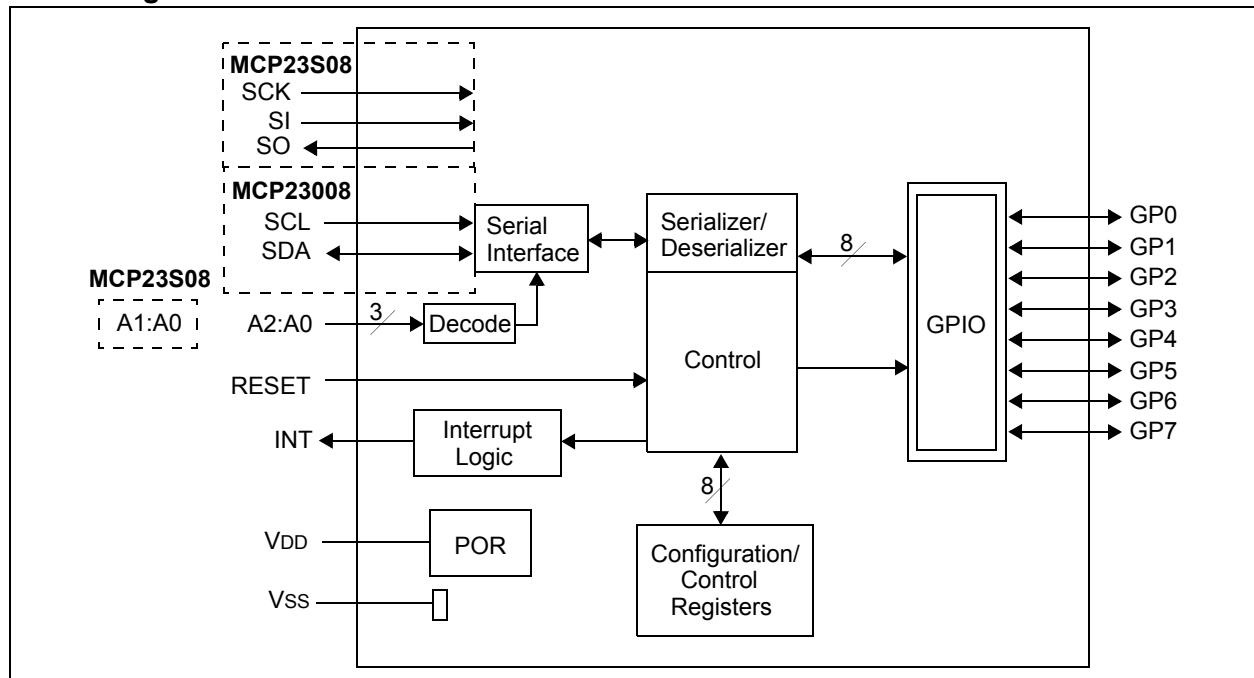 MCP23S08
SCK
SI
SO
MCP23008
SCL
SDA
MCP23S08
A1:A0
A2:A0
3
Decode
Serial
Interface
Serializer/
Deserializer
8
Control
GPIO
GP0
GP1
GP2
GP3
GP4
GP5
GP6
GP7
RESET
INT
Interrupt
Logic
8
VDD
POR
Configuration/
Control
Registers
VSS